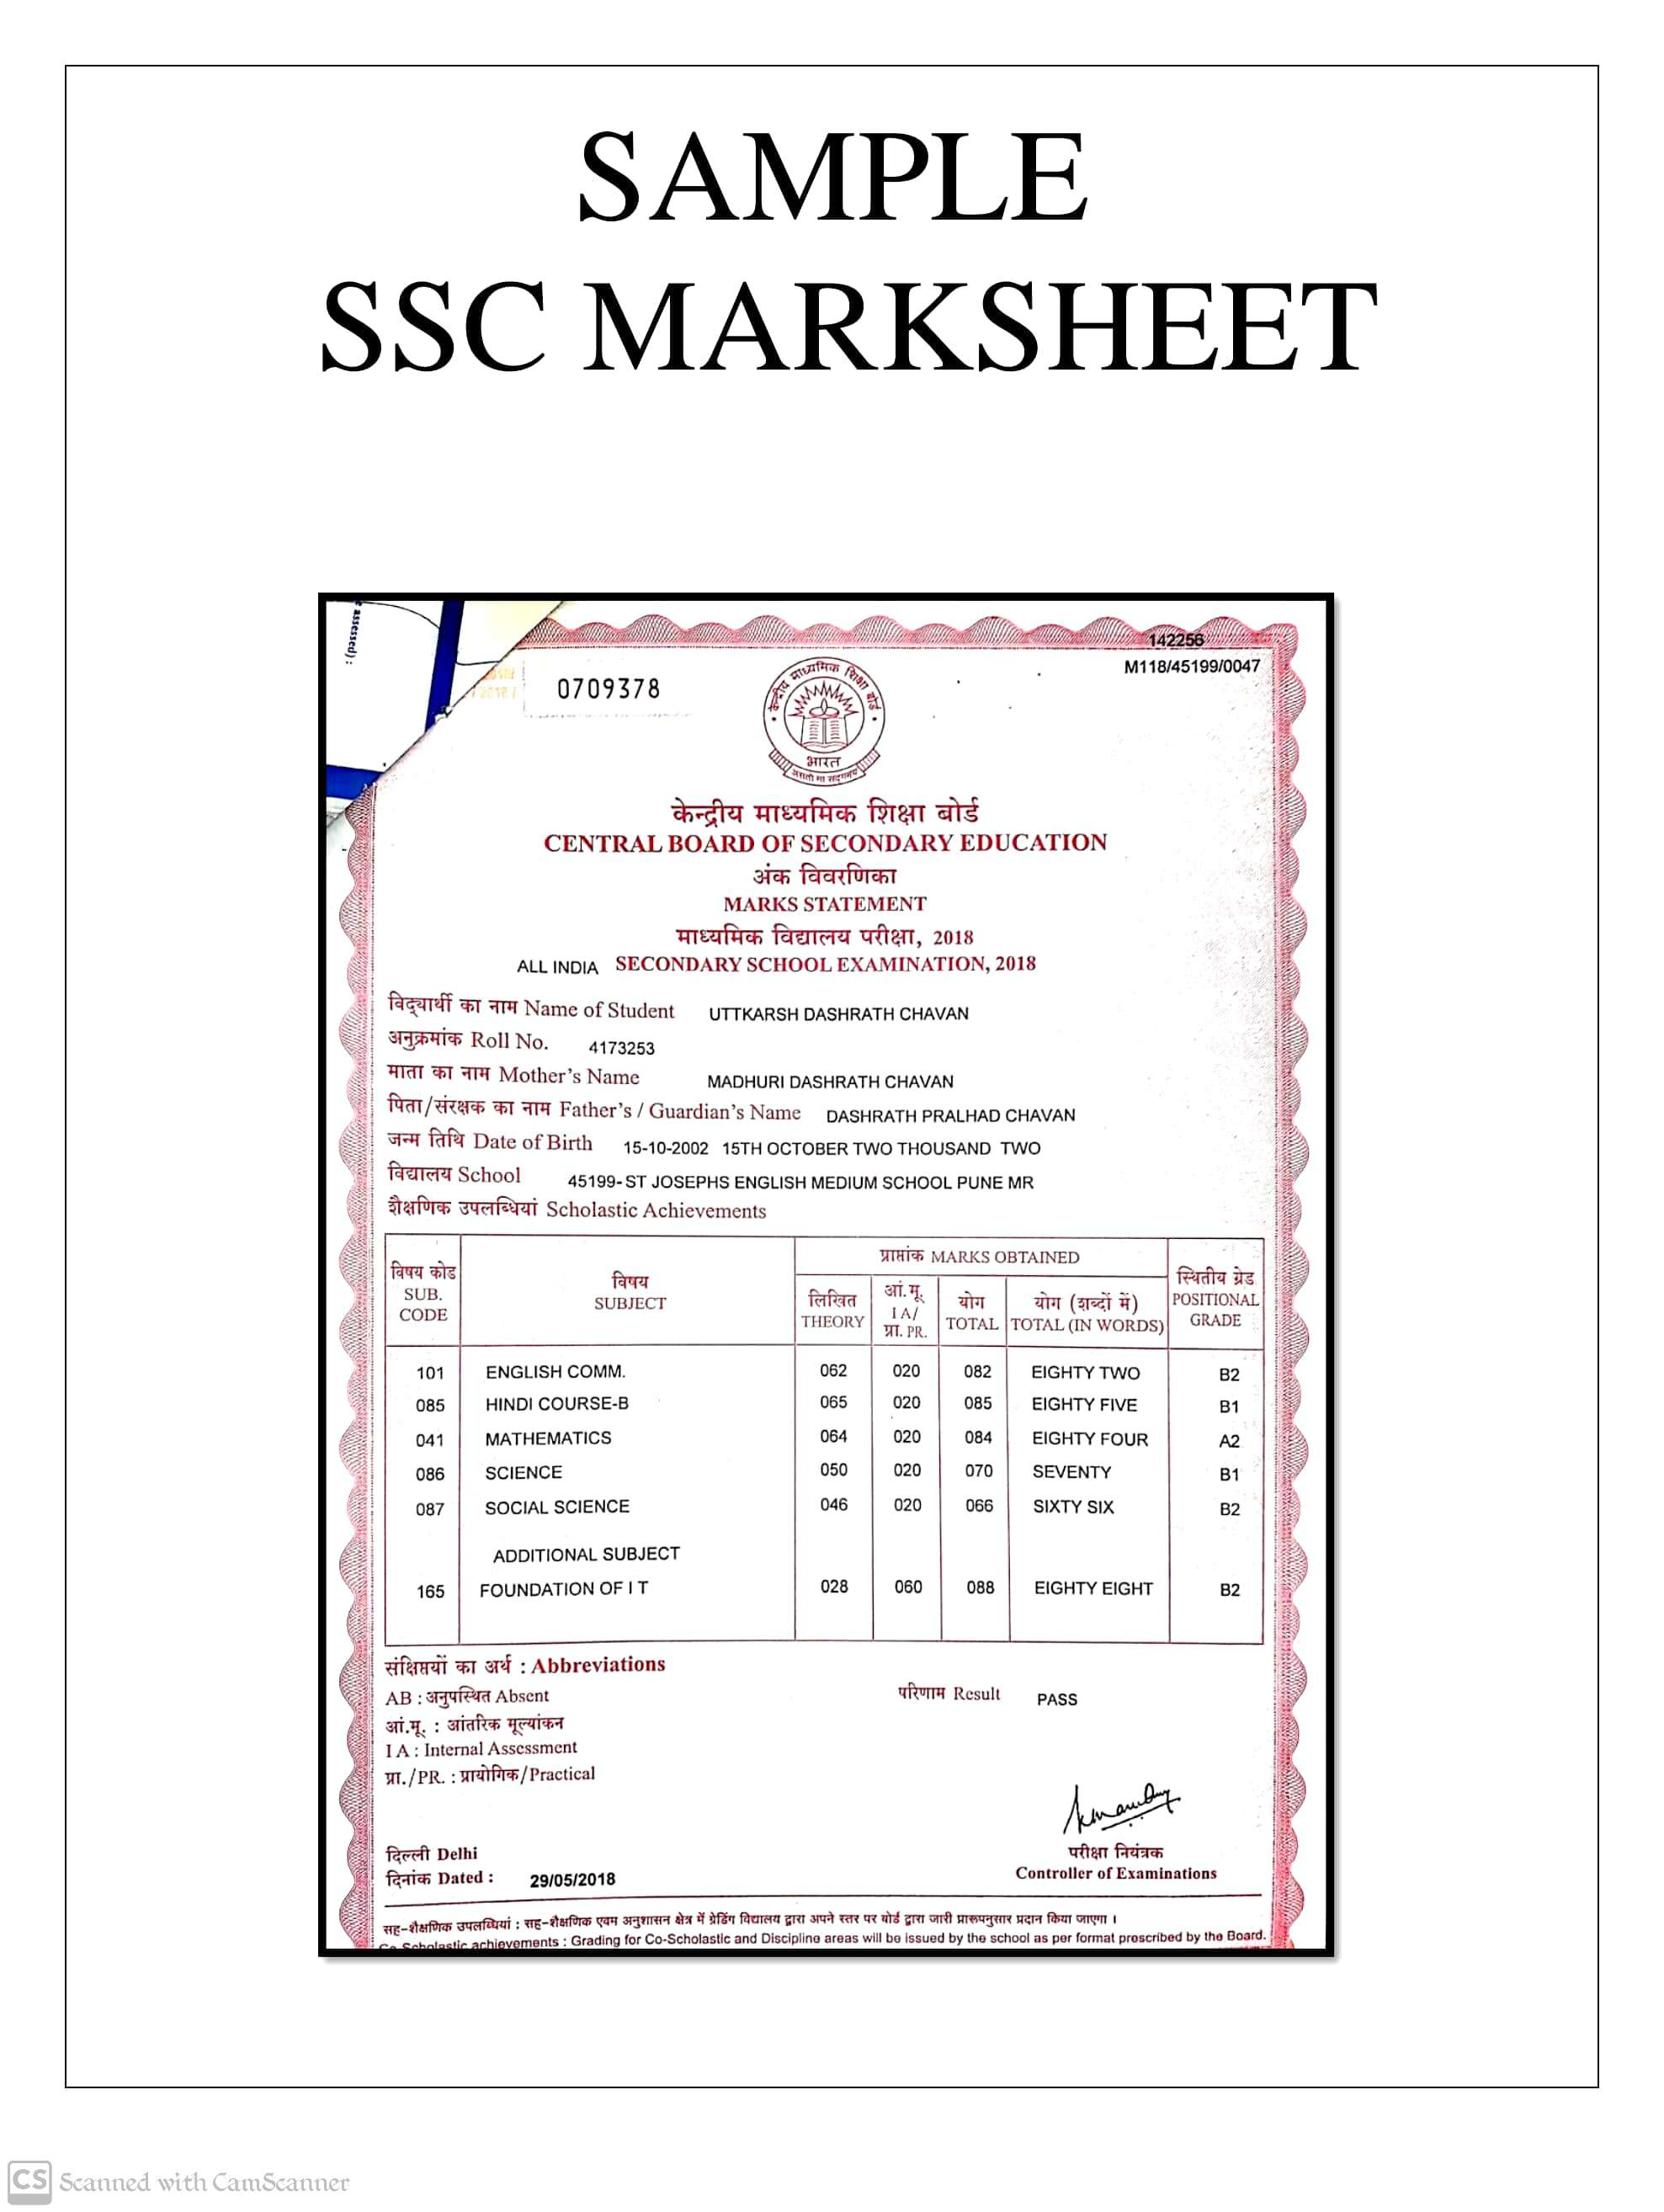 SAMPLE
SSC MARKSHEET
e assessed) :
142256
M118/45199/0047
0709378
केन्द्रीय माध्यमिक शिक्षा बोर्ड
भारत
असतो मा सद्गमय
केन्द्रीय माध्यमिक शिक्षा बोर्ड
CENTRAL BOARD OF SECONDARY EDUCATION
अंक विवरणिका
MARKS STATEMENT
माध्यमिक विद्यालय परीक्षा, 2018
ALL INDIA SECONDARY SCHOOL EXAMINATION, 2018
विद्यार्थी का नाम Name of Student UTTKARSH DASHRATH CHAVAN
अनुक्रमांक Roll No. 4173253
माता का नाम Mother's Name MADHURI DASHRATH CHAVAN
पिता/संरक्षक का नाम Father's / Guardian's Name DASHRATH PRALHAD CHAVAN
जन्म तिथि Date of Birth 15-10-2002 15TH OCTOBER TWO THOUSAND TWO
विद्यालय School 45199- ST JOSEPHS ENGLISH MEDIUM SCHOOL PUNE MR
शैक्षणिक उपलब्धियां Scholastic Achievements
विषय कोड SUB. CODE
विषय SUBJECT
प्राप्तांक MARKS OBTAINED
लिखित THEORY
आं.मू. I A/ प्रा. PR.
योग TOTAL
योग (शब्दों में) TOTAL (IN WORDS)
स्थितीय ग्रेड POSITIONAL GRADE
101 ENGLISH COMM. 062 020 082 EIGHTY TWO B2
085 HINDI COURSE-B 065 020 085 EIGHTY FIVE B1
041 MATHEMATICS 064 020 084 EIGHTY FOUR A2
086 SCIENCE 050 020 070 SEVENTY B1
087 SOCIAL SCIENCE 046 020 066 SIXTY SIX B2
ADDITIONAL SUBJECT
165 FOUNDATION OF I T 028 060 088 EIGHTY EIGHT B2
संक्षिप्तयों का अर्थ : Abbreviations
AB : अनुपस्थित Absent
परिणाम Result PASS
आं.मू. : आंतरिक मूल्यांकन
I A : Internal Assessment
प्रा./PR. : प्रायोगिक/Practical
दिल्ली Delhi
दिनांक Dated : 29/05/2018
परीक्षा नियंत्रक
Controller of Examinations
सह-शैक्षणिक उपलब्धियां : सह-शैक्षणिक एवम अनुशासन क्षेत्र में ग्रेडिंग विद्यालय द्वारा अपने स्तर पर बोर्ड द्वारा जारी प्रारूपनुसार प्रदान किया जाएगा ।
Co-Scholastic achievements : Grading for Co-Scholastic and Discipline areas will be issued by the school as per format prescribed by the Board.
CS Scanned with CamScanner